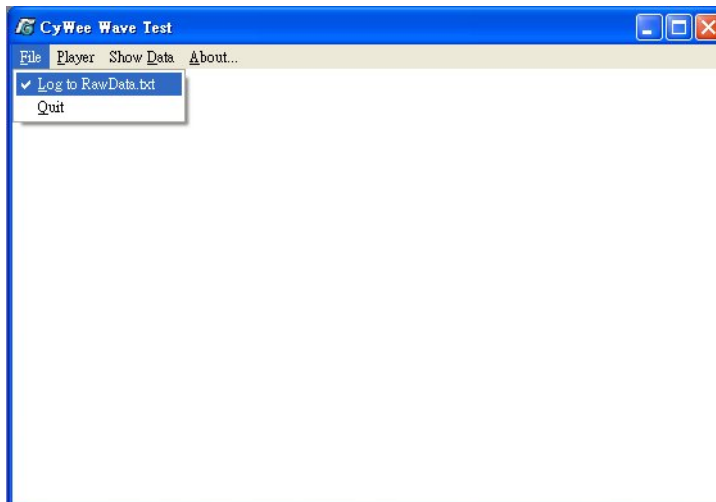 CyWee Wave Test
File Player Show Data About...
Log to RawData.txt
Quit